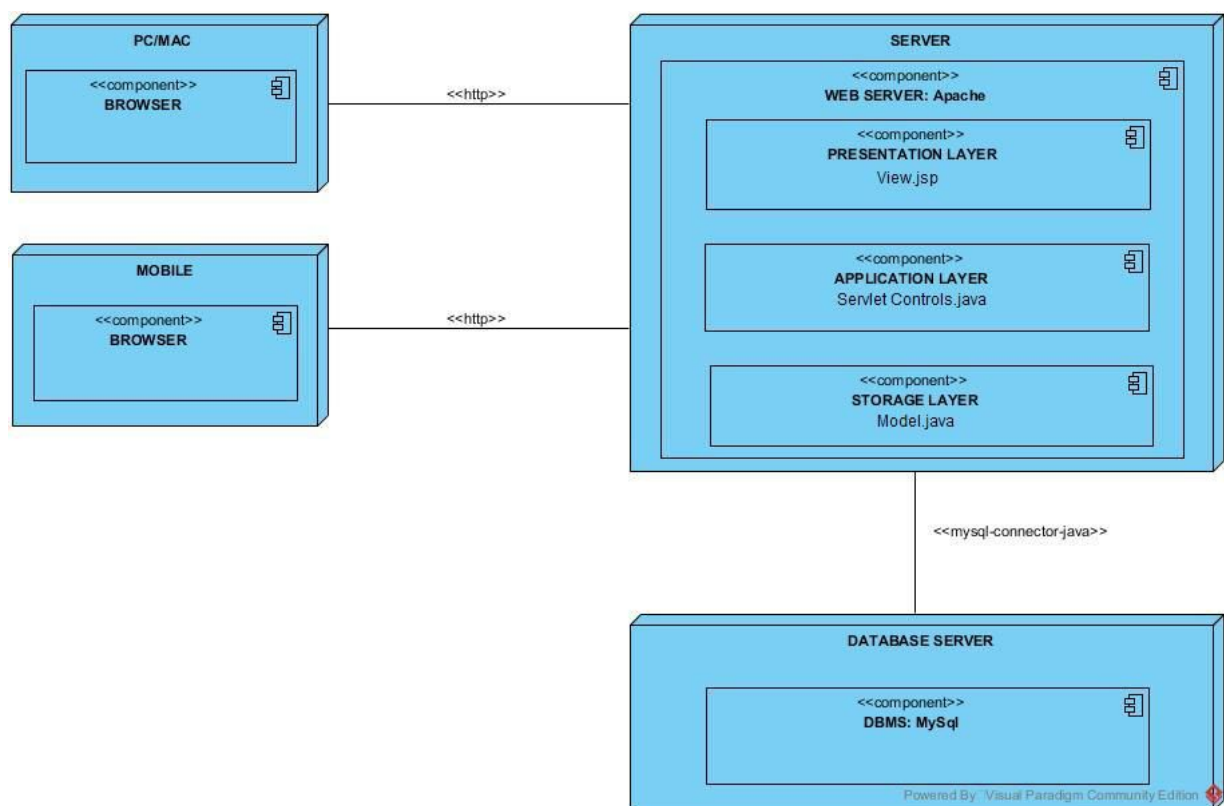 PC/MAC
<<component>>
BROWSER
<<http>>
MOBILE
<<component>>
BROWSER
<<http>>
SERVER
<<component>>
WEB SERVER: Apache
<<component>>
PRESENTATION LAYER
View.jsp
<<component>>
APPLICATION LAYER
Servlet Controls.java
<<component>>
STORAGE LAYER
Model.java
<<mysql-connector-java>>
DATABASE SERVER
<<component>>
DBMS: MySql
Powered By Visual Paradigm Community Edition